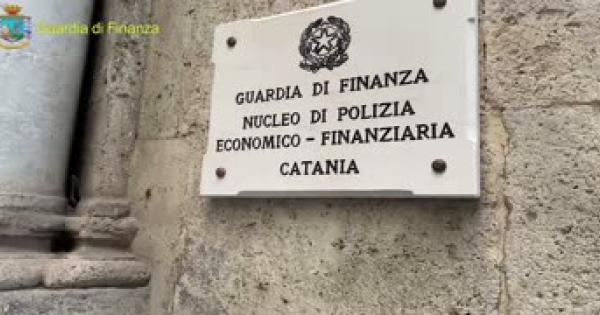 Guardia di Finanza
GUARDIA DI FINANZA
NUCLEO DI POLIZIA
ECONOMICO - FINANZIARIA
CATANIA